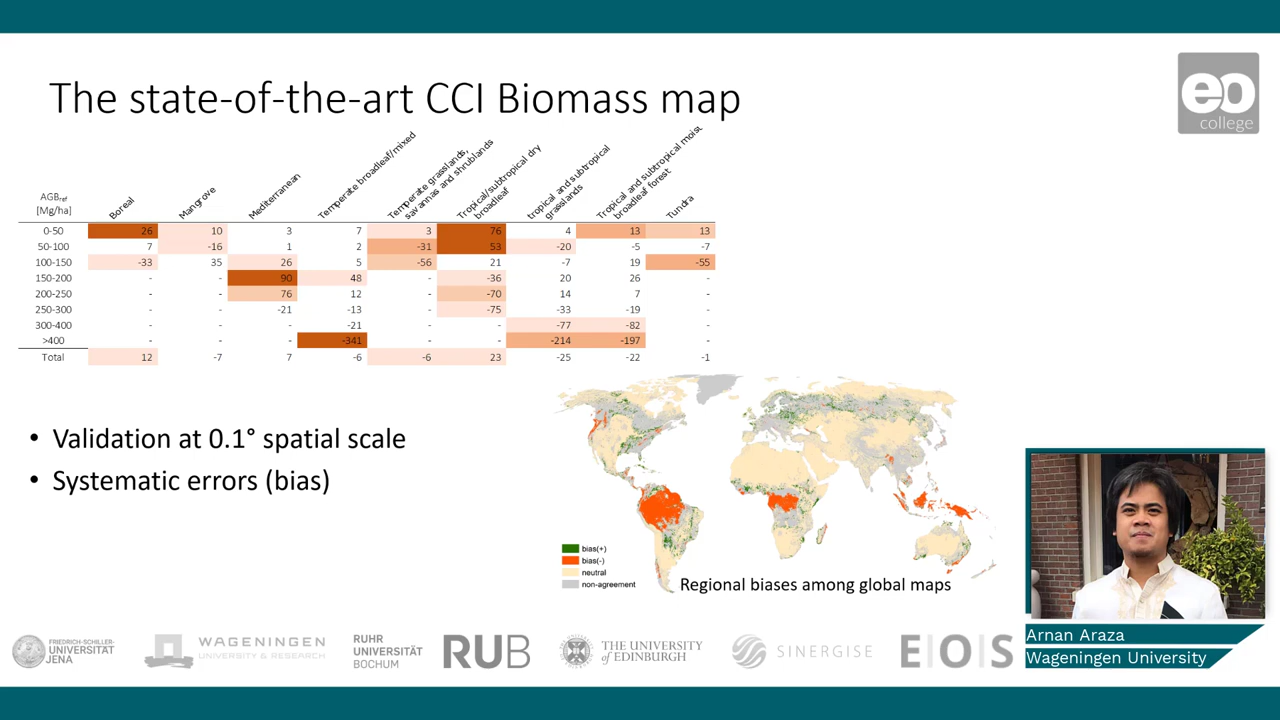 The state-of-the-art CCI Biomass map
eo
college
AGBref
[Mg/ha]
Boreal
Mangrove
Mediterranean
Temperate broadleaf/mixed
Temperate grasslands,
savannas and shrublands
Tropical/subtropical dry
broadleaf
tropical and subtropical
grasslands
Tropical and subtropical moist
broadleaf forest
Tundra
0-50 26 10 3 7 3 76 4 13 13
50-100 7 -16 1 2 -31 53 -20 -5 -7
100-150 -33 35 26 5 -56 21 -7 19 -55
150-200 - - 90 48 - -36 20 26 -
200-250 - - 76 12 - -70 14 7 -
250-300 - - -21 -13 - -75 -33 -19 -
300-400 - - - -21 - - -77 -82 -
>400 - - - -341 - - -214 -197 -
Total 12 -7 7 -6 -6 23 -25 -22 -1
• Validation at 0.1° spatial scale
• Systematic errors (bias)
bias(+)
bias(-)
neutral
non-agreement
Regional biases among global maps
Arnan Araza
Wageningen University
FRIEDRICH-SCHILLER-
UNIVERSITÄT
JENA
WAGENINGEN
UNIVERSITY & RESEARCH
RUHR
UNIVERSITÄT
BOCHUM
RUB
THE UNIVERSITY
of EDINBURGH
SINERGISE
E|O|S